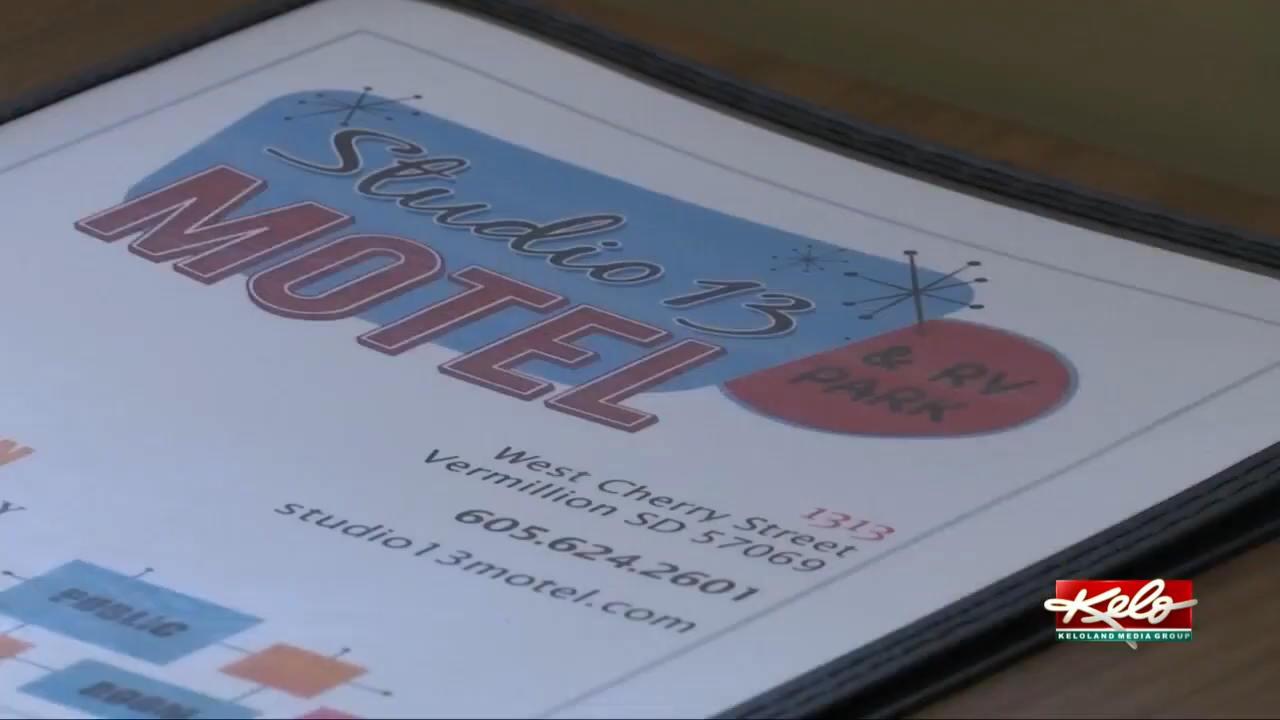 Studio 13
MOTEL
& RV
PARK
1313
West Cherry Street
Vermillion SD 57069
605.624.2601
studio13motel.com
PUBLIC
ROOM
Kelo
KELOLAND MEDIA GROUP